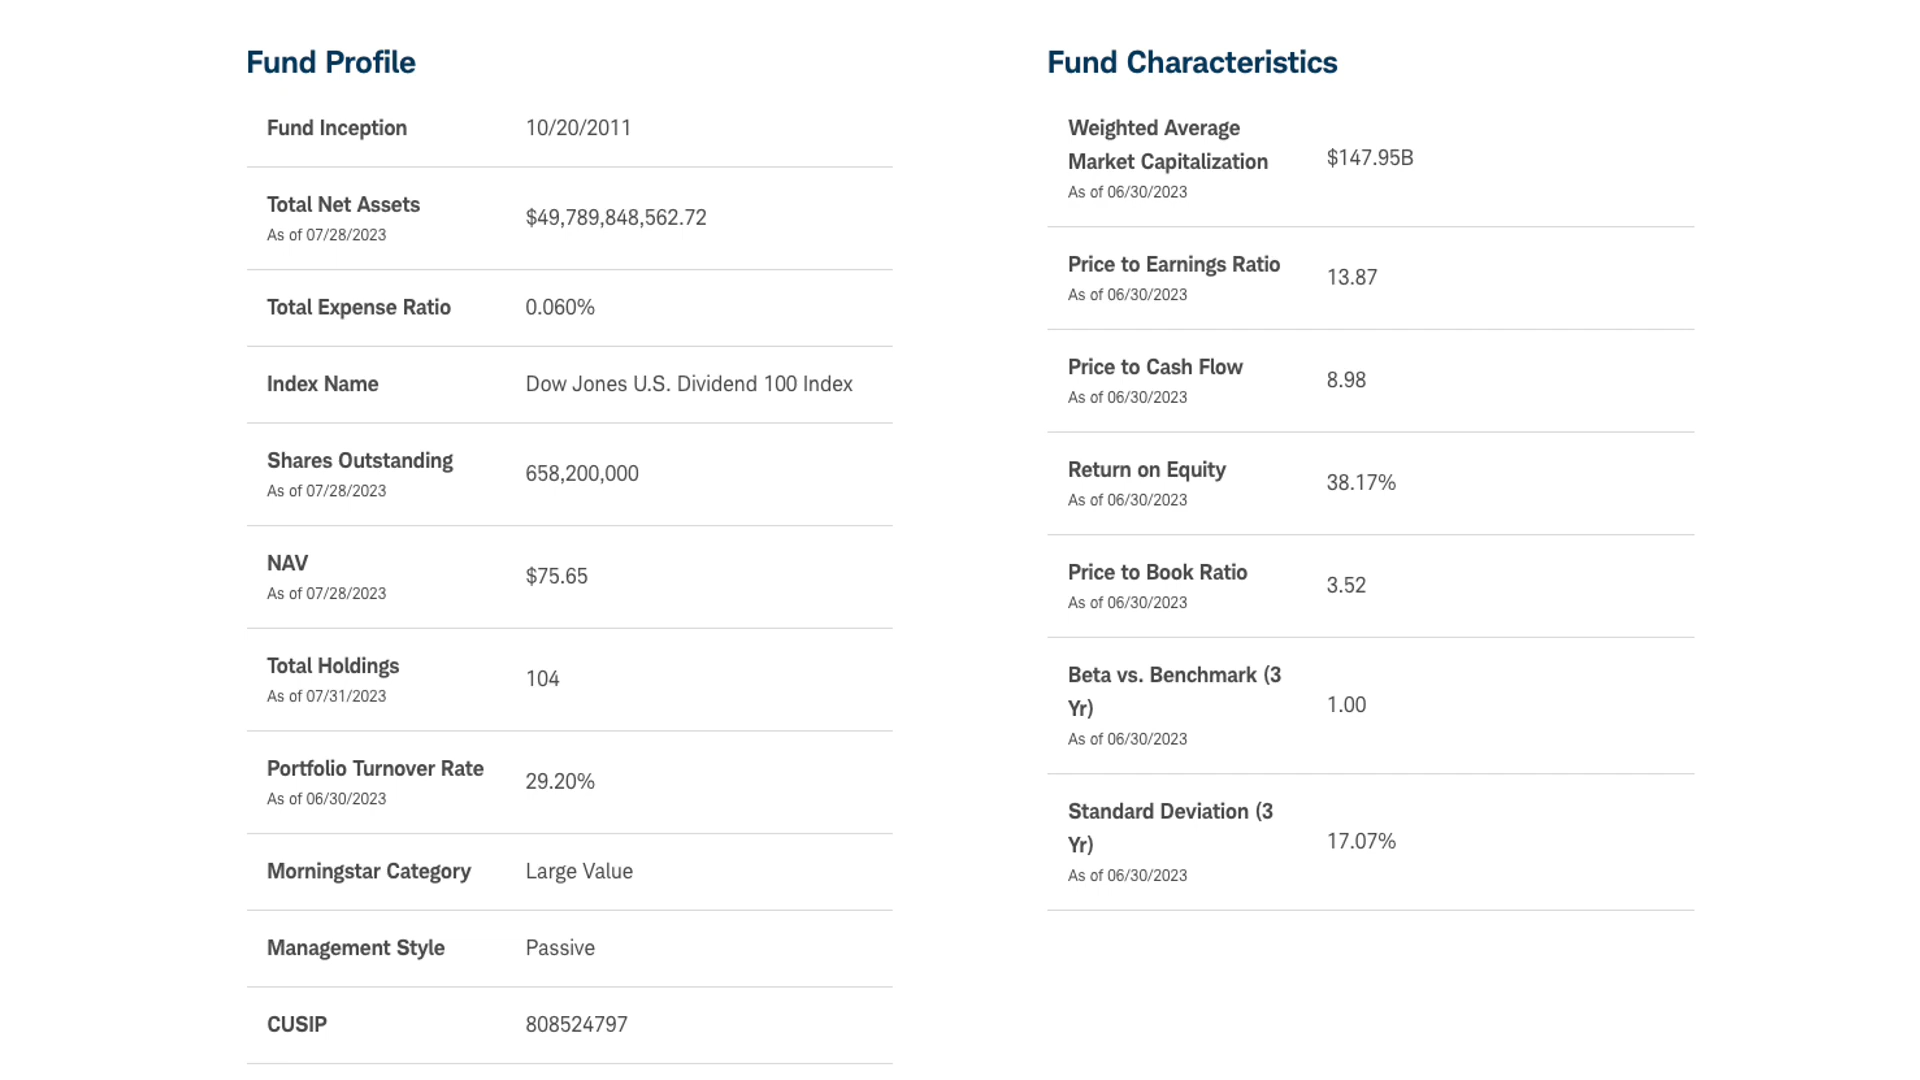 Fund Profile
Fund Inception 10/20/2011
Total Net Assets
As of 07/28/2023
$49,789,848,562.72
Total Expense Ratio 0.060%
Index Name Dow Jones U.S. Dividend 100 Index
Shares Outstanding
As of 07/28/2023
658,200,000
NAV
As of 07/28/2023
$75.65
Total Holdings
As of 07/31/2023
104
Portfolio Turnover Rate
As of 06/30/2023
29.20%
Morningstar Category Large Value
Management Style Passive
CUSIP 808524797
Fund Characteristics
Weighted Average
Market Capitalization
As of 06/30/2023
$147.95B
Price to Earnings Ratio
As of 06/30/2023
13.87
Price to Cash Flow
As of 06/30/2023
8.98
Return on Equity
As of 06/30/2023
38.17%
Price to Book Ratio
As of 06/30/2023
3.52
Beta vs. Benchmark (3
Yr)
As of 06/30/2023
1.00
Standard Deviation (3
Yr)
As of 06/30/2023
17.07%